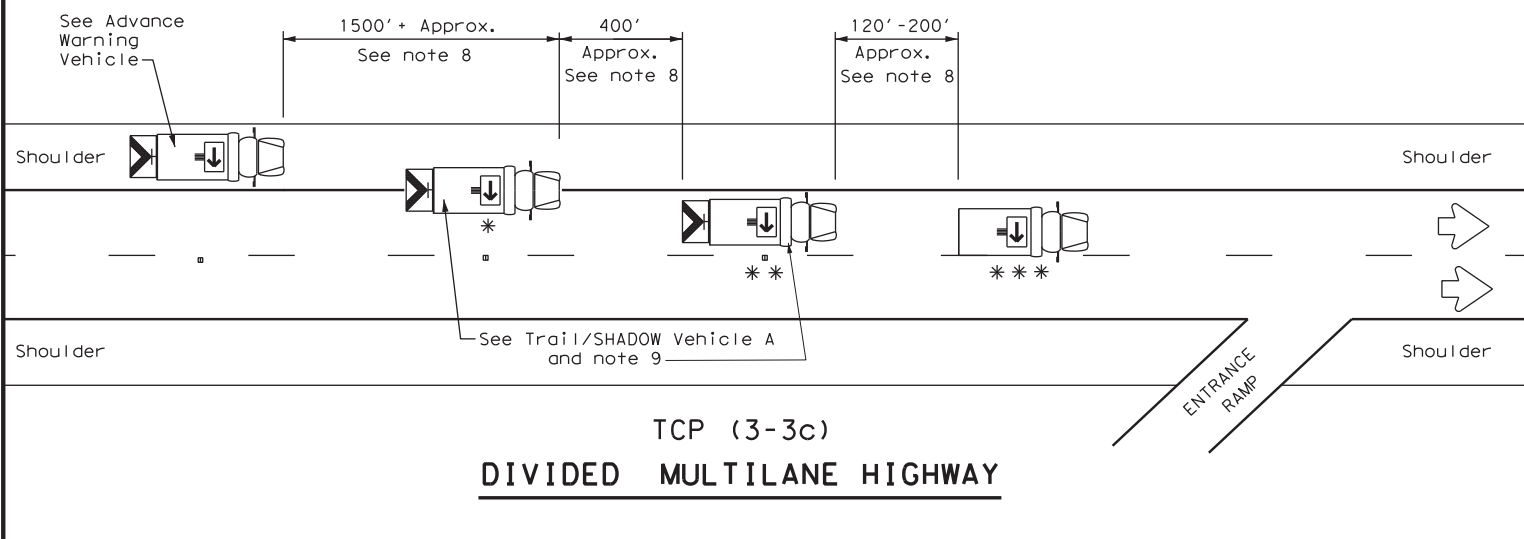 See Advance
Warning
Vehicle
1500'+ Approx.
See note 8
400'
Approx.
See note 8
120'-200'
Approx.
See note 8
Shoulder
Shoulder
*
**
***
See Trail/SHADOW Vehicle A
and note 9
Shoulder
Shoulder
ENTRANCE
RAMP
TCP (3-3c)
DIVIDED MULTILANE HIGHWAY